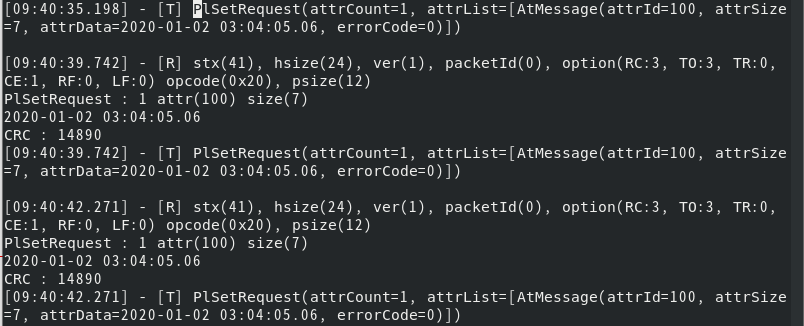 [09:40:35.198] - [T] PlSetRequest(attrCount=1, attrList=[AtMessage(attrId=100, attrSize
=7, attrData=2020-01-02 03:04:05.06, errorCode=0)])
[09:40:39.742] - [R] stx(41), hsize(24), ver(1), packetId(0), option(RC:3, TO:3, TR:0,
CE:1, RF:0, LF:0) opcode(0x20), psize(12)
PlSetRequest : 1 attr(100) size(7)
2020-01-02 03:04:05.06
CRC : 14890
[09:40:39.742] - [T] PlSetRequest(attrCount=1, attrList=[AtMessage(attrId=100, attrSize
=7, attrData=2020-01-02 03:04:05.06, errorCode=0)])
[09:40:42.271] - [R] stx(41), hsize(24), ver(1), packetId(0), option(RC:3, TO:3, TR:0,
CE:1, RF:0, LF:0) opcode(0x20), psize(12)
PlSetRequest : 1 attr(100) size(7)
2020-01-02 03:04:05.06
CRC : 14890
[09:40:42.271] - [T] PlSetRequest(attrCount=1, attrList=[AtMessage(attrId=100, attrSize
=7, attrData=2020-01-02 03:04:05.06, errorCode=0)])